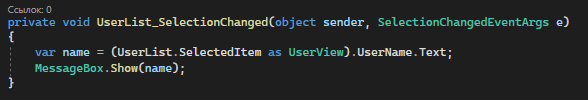 Ссылок: 0
private void UserList_SelectionChanged(object sender, SelectionChangedEventArgs e)
{
    var name = (UserList.SelectedItem as UserView).UserName.Text;
    MessageBox.Show(name);
}